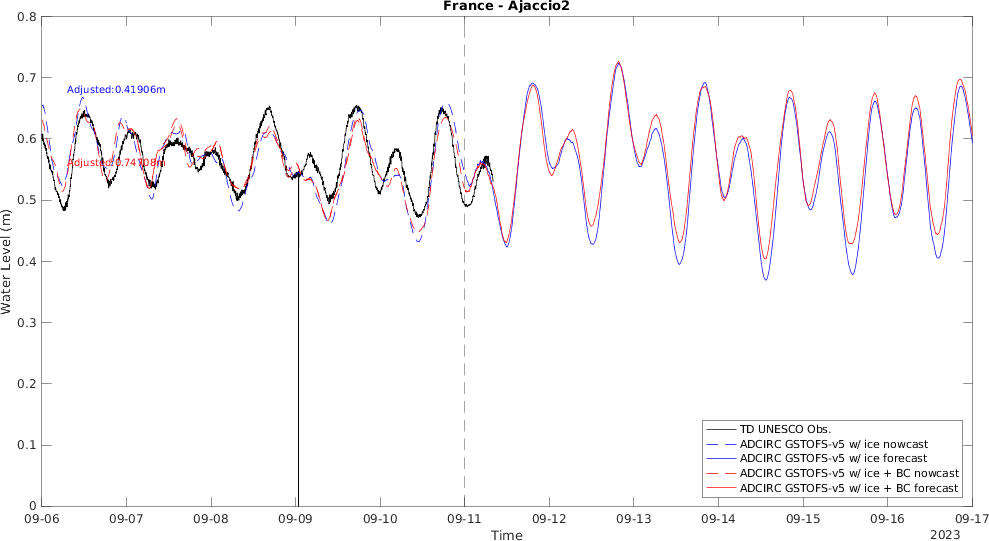 France - Ajaccio2
0.8
0.7
0.6
0.5
0.4
0.3
0.2
0.1
0
Water Level (m)
Adjusted:0.41906m
Adjusted:0.74708m
TD UNESCO Obs.
ADCIRC GSTOFS-v5 w/ ice nowcast
ADCIRC GSTOFS-v5 w/ ice forecast
ADCIRC GSTOFS-v5 w/ ice + BC nowcast
ADCIRC GSTOFS-v5 w/ ice + BC forecast
09-06 09-07 09-08 09-09 09-10 09-11 09-12 09-13 09-14 09-15 09-16 09-17
Time
2023